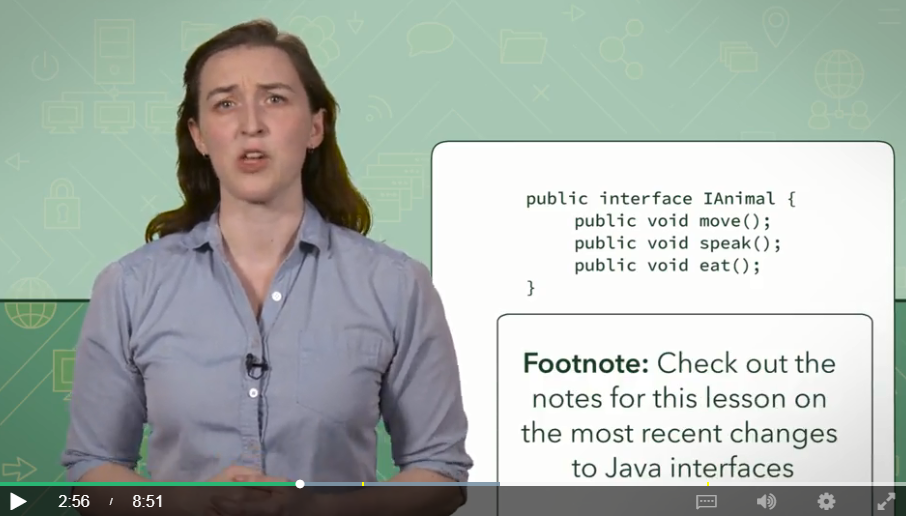 public interface IAnimal {
public void move();
public void speak();
public void eat();
}
Footnote: Check out the
notes for this lesson on
the most recent changes
to Java interfaces
2:56 / 8:51